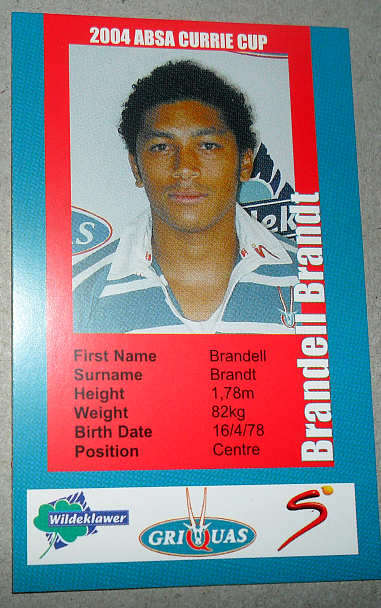 2004 ABSA CURRIE CUP
Brandell Brandt
First Name Brandell
Surname Brandt
Height 1,78m
Weight 82kg
Birth Date 16/4/78
Position Centre
Wildeklawer
GRIQUAS
S